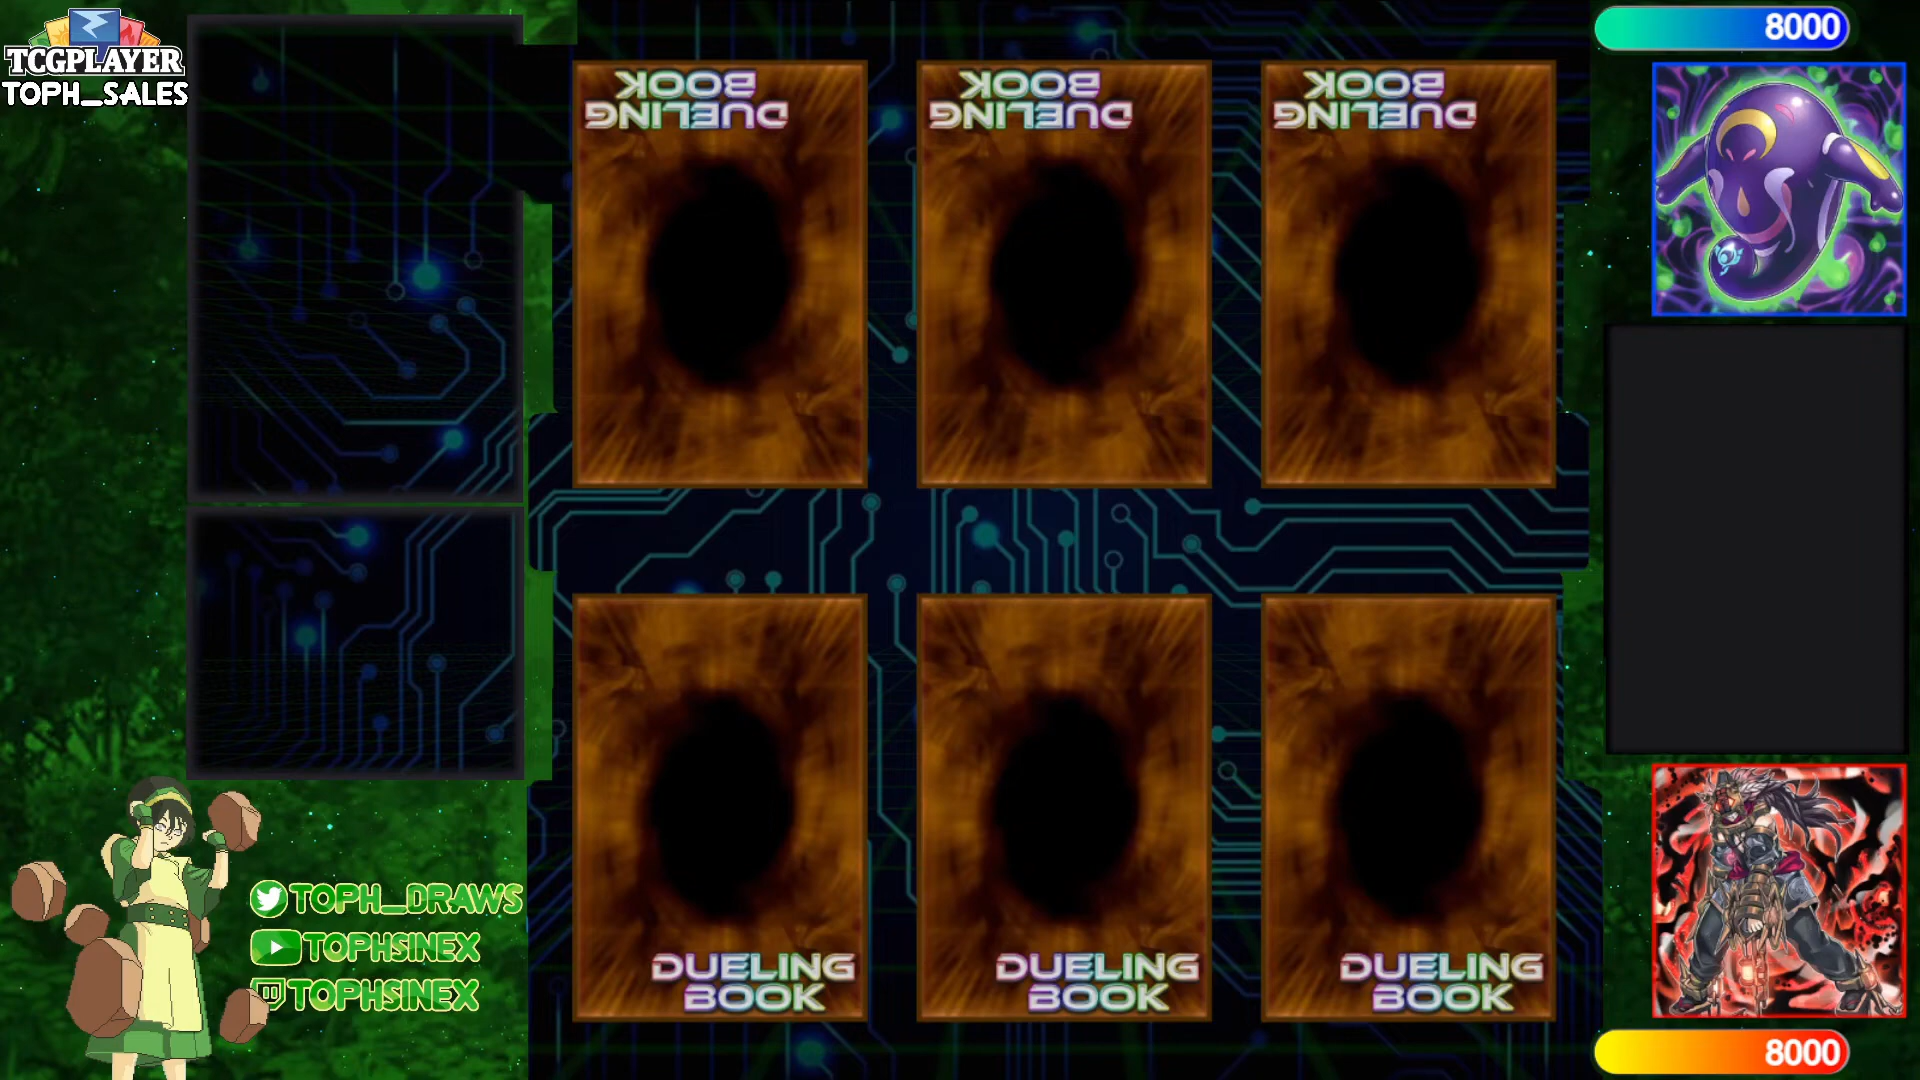 TCGPLAYER
TOPH_SALES
8000
DUELING
BOOK
DUELING
BOOK
DUELING
BOOK
DUELING
BOOK
DUELING
BOOK
DUELING
BOOK
TOPH_DRAWS
TOPHSINEX
TOPHSINEX
8000